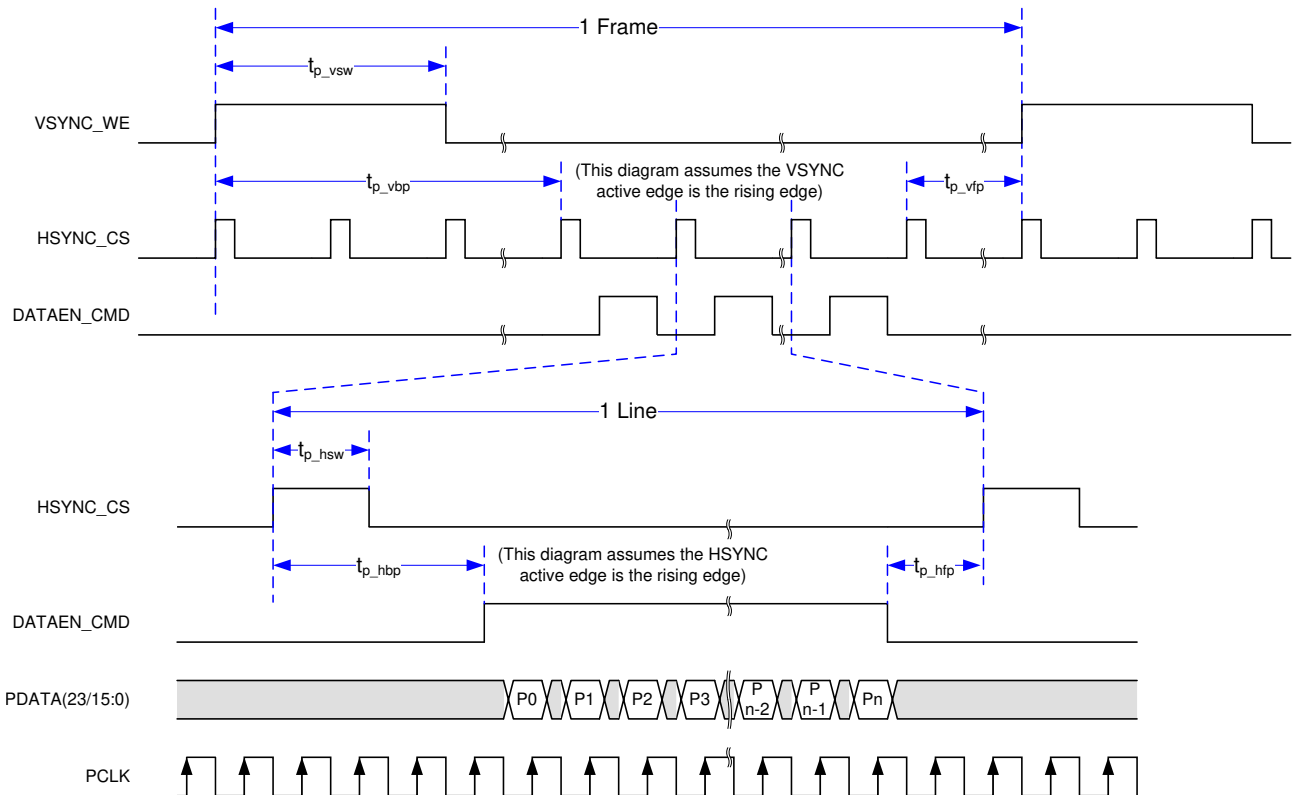 1 Frame
tp_vsw
VSYNC_WE
(This diagram assumes the VSYNC
active edge is the rising edge)
tp_vbp
tp_vfp
HSYNC_CS
DATAEN_CMD
1 Line
tp_hsw
HSYNC_CS
(This diagram assumes the HSYNC
active edge is the rising edge)
tp_hbp
tp_hfp
DATAEN_CMD
PDATA(23/15:0)
P0
P1
P2
P3
P
n-2
P
n-1
Pn
PCLK